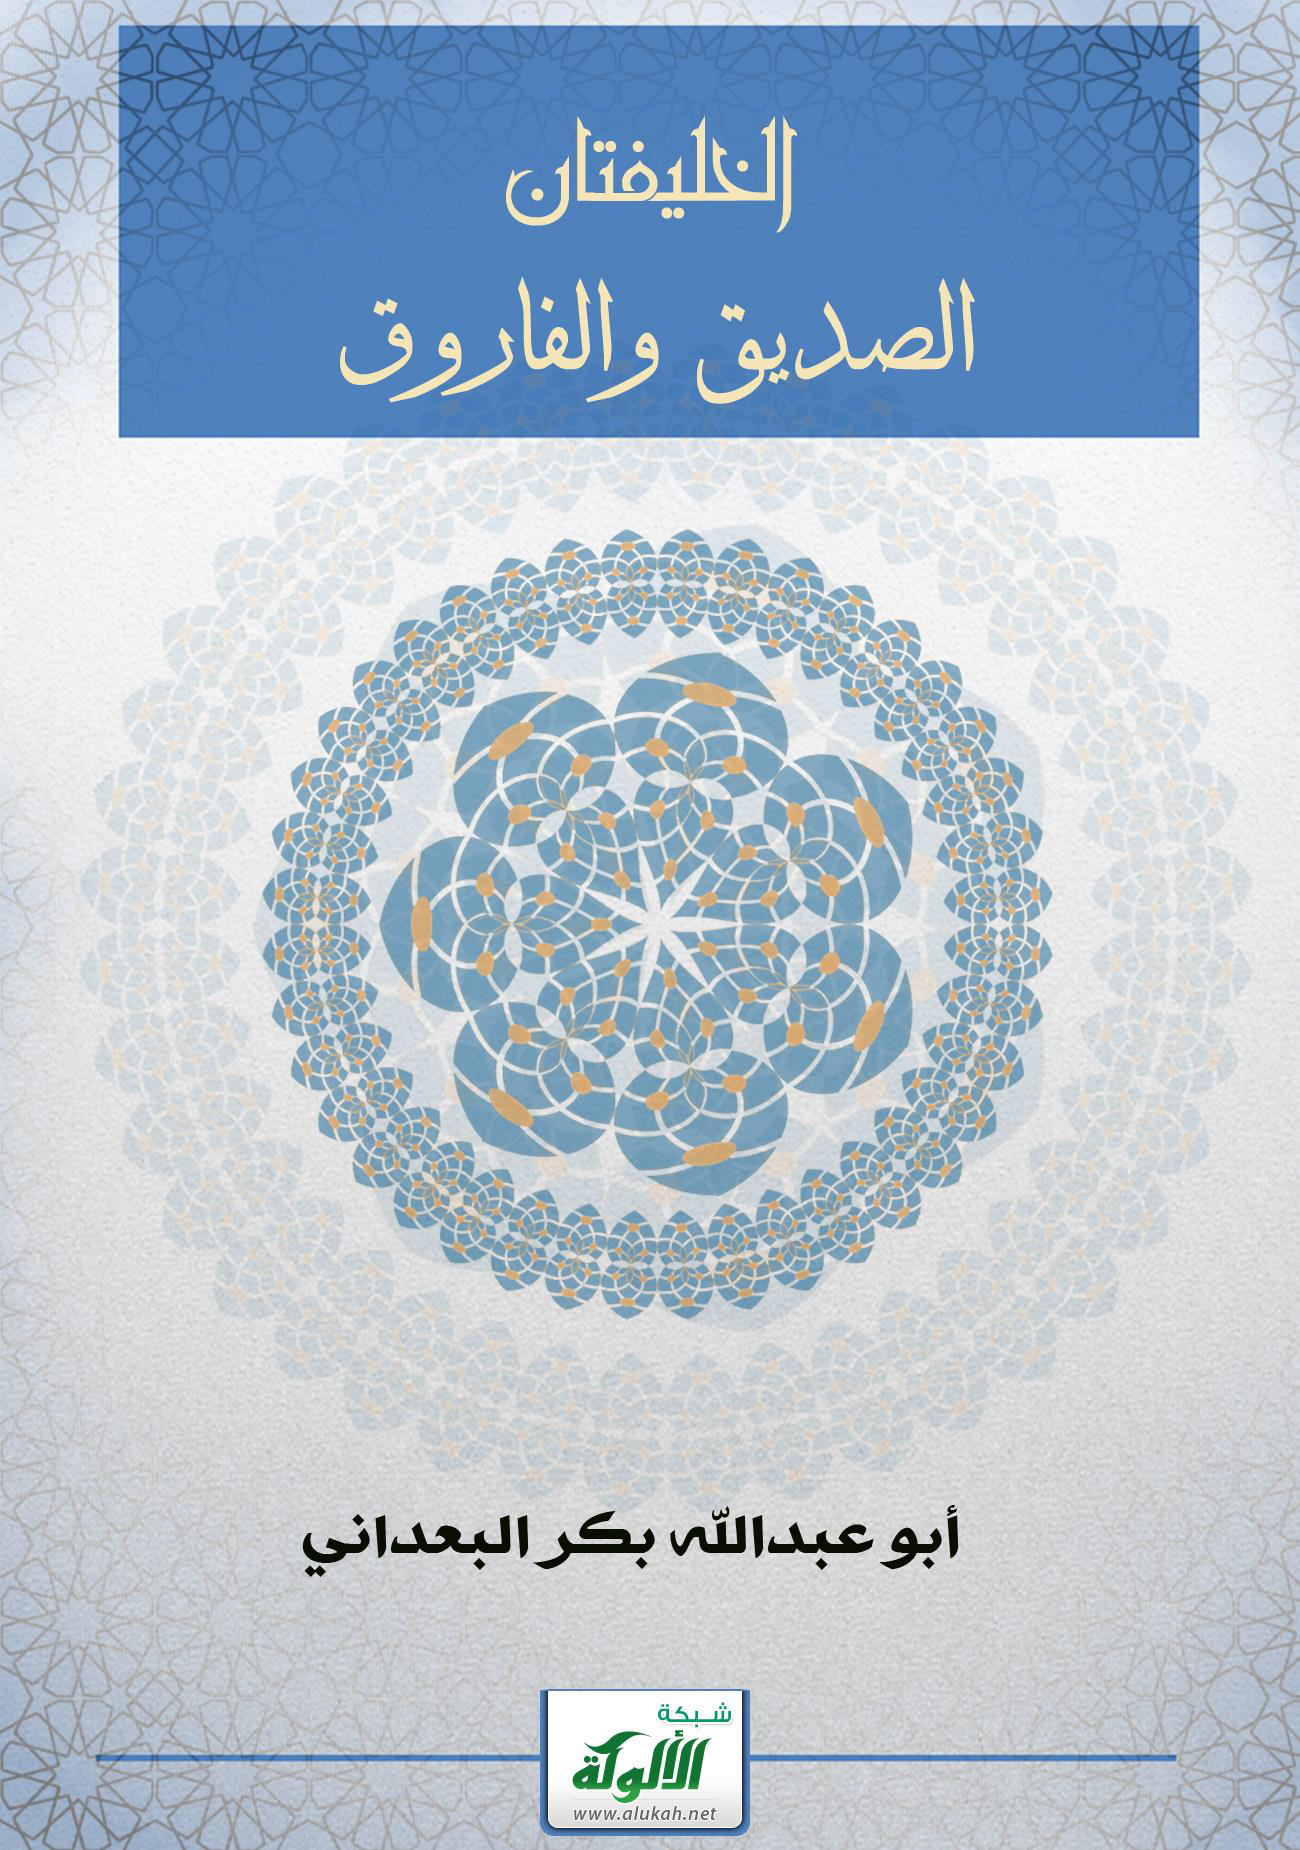 الخليفتان
الصديق والفاروق
أبو عبدالله بكر البعداني
شبكة
الألوكة
www.alukah.net